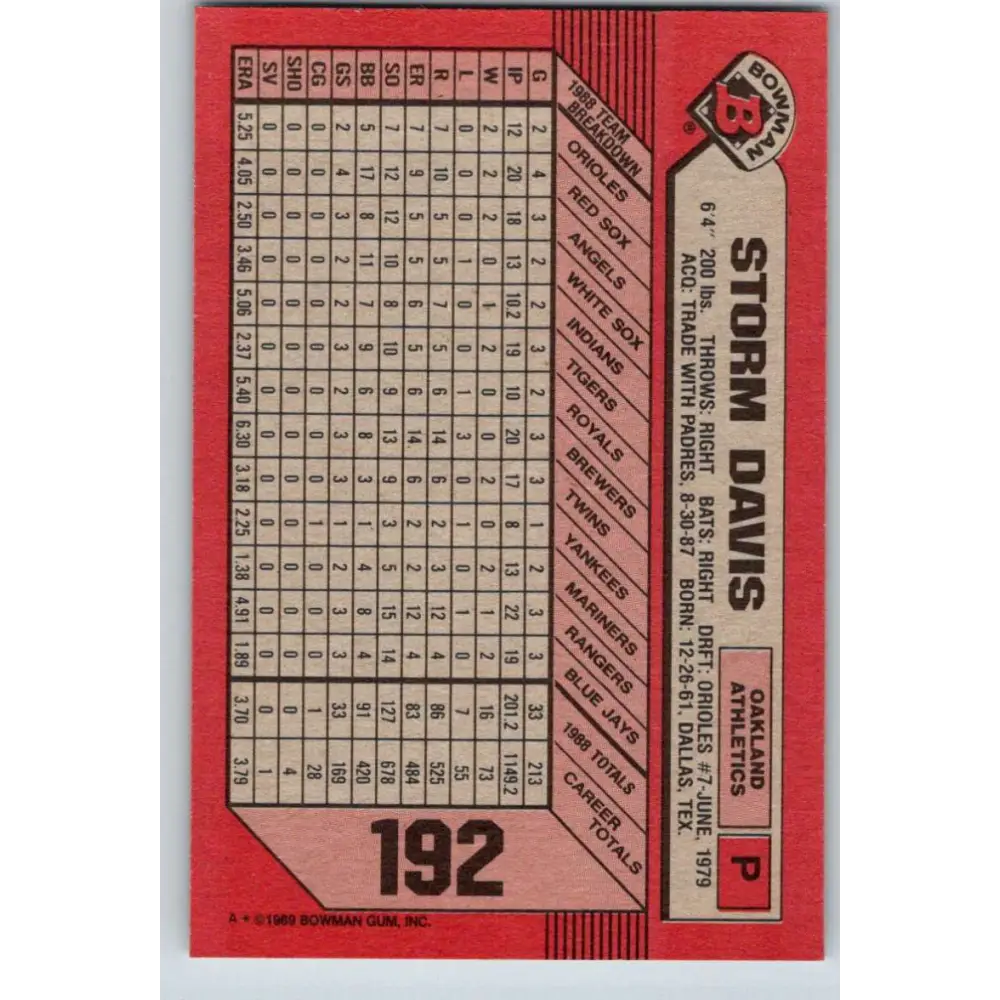 BOWMAN
B
®
STORM DAVIS
OAKLAND
ATHLETICS
P
6'4" 200 lbs. THROWS: RIGHT BATS: RIGHT DRFT: ORIOLES #7-JUNE, 1979
ACQ: TRADE WITH PADRES, 8-30-87 BORN: 12-26-61, DALLAS, TEX.
1988 TEAM
BREAKDOWN
ORIOLES
RED SOX
ANGELS
WHITE SOX
INDIANS
TIGERS
ROYALS
BREWERS
TWINS
YANKEES
MARINERS
RANGERS
BLUE JAYS
1988 TOTALS
CAREER
TOTALS
G 2 4 3 2 2 3 2 3 3 1 2 3 3 33 213
IP 12 20 18 13 10.2 19 10 20 17 8 13 22 19 201.2 1149.2
W 2 2 2 0 1 2 0 0 2 0 2 1 2 16 73
L 0 0 0 1 0 0 1 3 0 1 0 1 0 7 55
R 7 10 5 5 7 5 6 14 6 2 3 12 4 86 525
ER 7 9 5 5 6 5 6 14 6 2 2 12 4 83 484
SO 7 12 12 10 8 10 9 13 9 3 5 15 14 127 678
BB 5 17 8 11 7 9 6 8 3 1 4 8 4 91 420
GS 2 4 3 2 2 3 2 3 3 1 2 3 3 33 169
CG 0 0 0 0 0 0 0 0 0 1 0 0 0 1 28
SHO 0 0 0 0 0 0 0 0 0 0 0 0 0 0 4
SV 0 0 0 0 0 0 0 0 0 0 0 0 0 0 1
ERA 5.25 4.05 2.50 3.46 5.06 2.37 5.40 6.30 3.18 2.25 1.38 4.91 1.89 3.70 3.79
192
A * ©1989 BOWMAN GUM, INC.